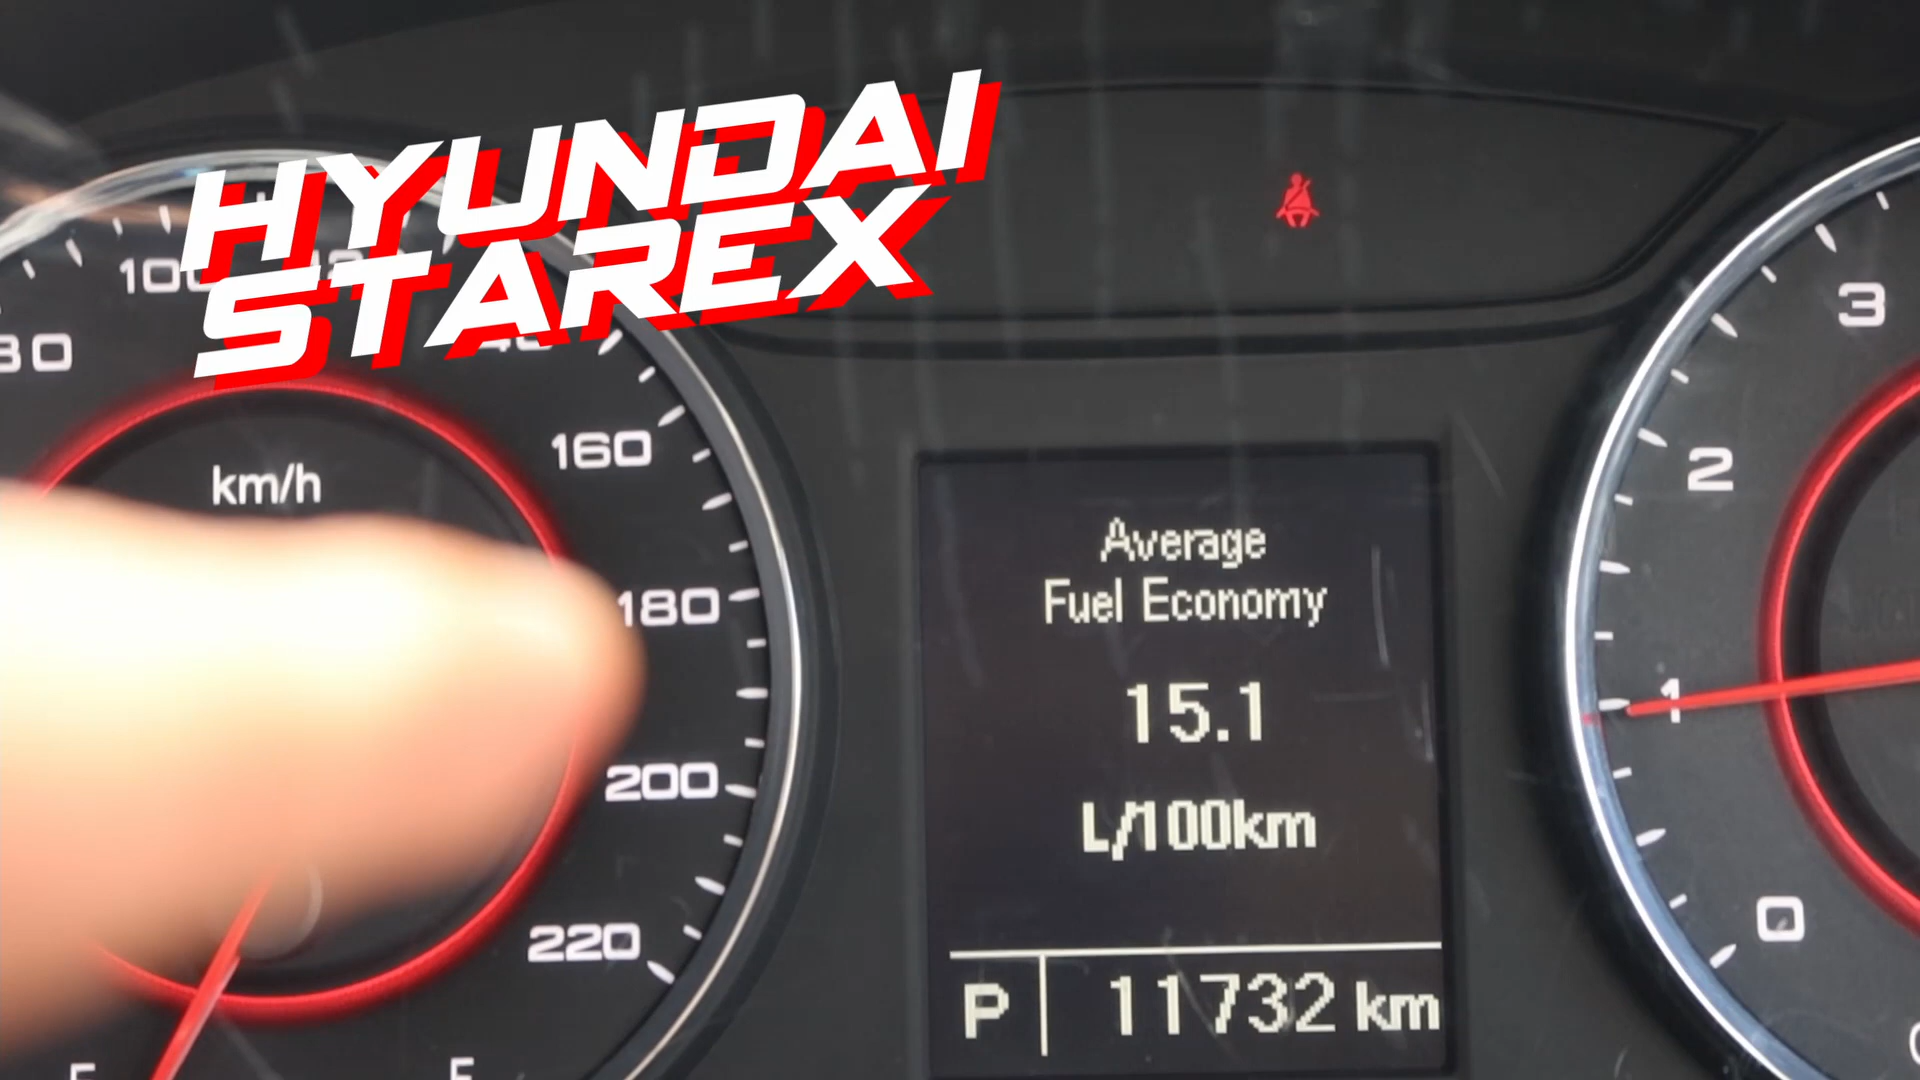 HYUNDAI
STAREX
100
160
km/h
180
200
220
Average
Fuel Economy
15.1
L/100km
P 11732 km
3
2
1
0